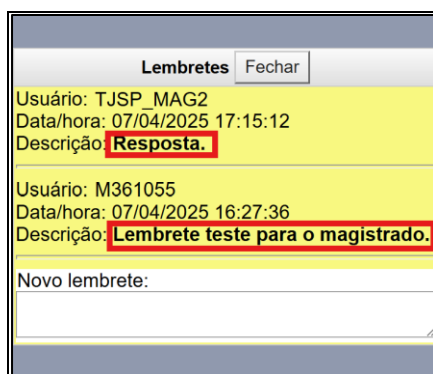 Lembretes Fechar
Usuário: TJSP_MAG2
Data/hora: 07/04/2025 17:15:12
Descrição: Resposta.
Usuário: M361055
Data/hora: 07/04/2025 16:27:36
Descrição: Lembrete teste para o magistrado.
Novo lembrete: